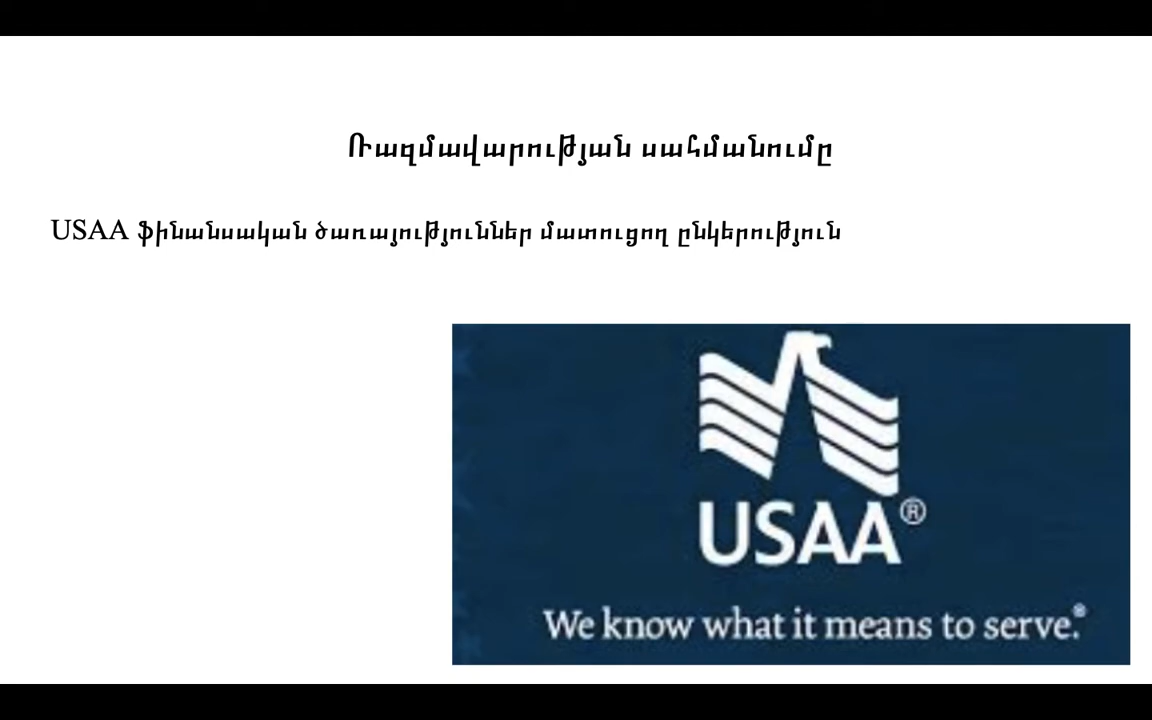 Ռազմավարության սահմանումը
USAA ֆինանսական ծառայություններ մատուցող ընկերություն
USAA®
We know what it means to serve.®